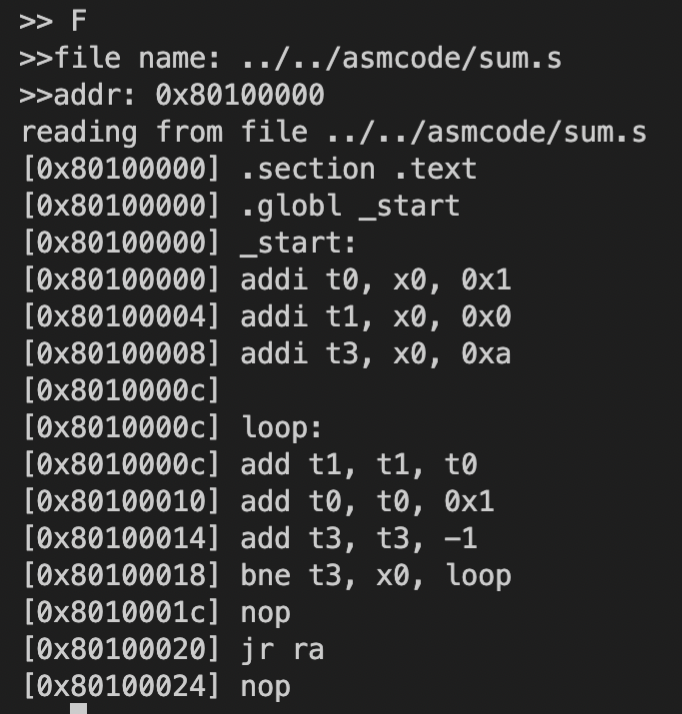 >> F
>>file name: ../../asmcode/sum.s
>>addr: 0x80100000
reading from file ../../asmcode/sum.s
[0x80100000] .section .text
[0x80100000] .globl _start
[0x80100000] _start:
[0x80100000] addi t0, x0, 0x1
[0x80100004] addi t1, x0, 0x0
[0x80100008] addi t3, x0, 0xa
[0x8010000c]
[0x8010000c] loop:
[0x8010000c] add t1, t1, t0
[0x80100010] add t0, t0, 0x1
[0x80100014] add t3, t3, -1
[0x80100018] bne t3, x0, loop
[0x8010001c] nop
[0x80100020] jr ra
[0x80100024] nop